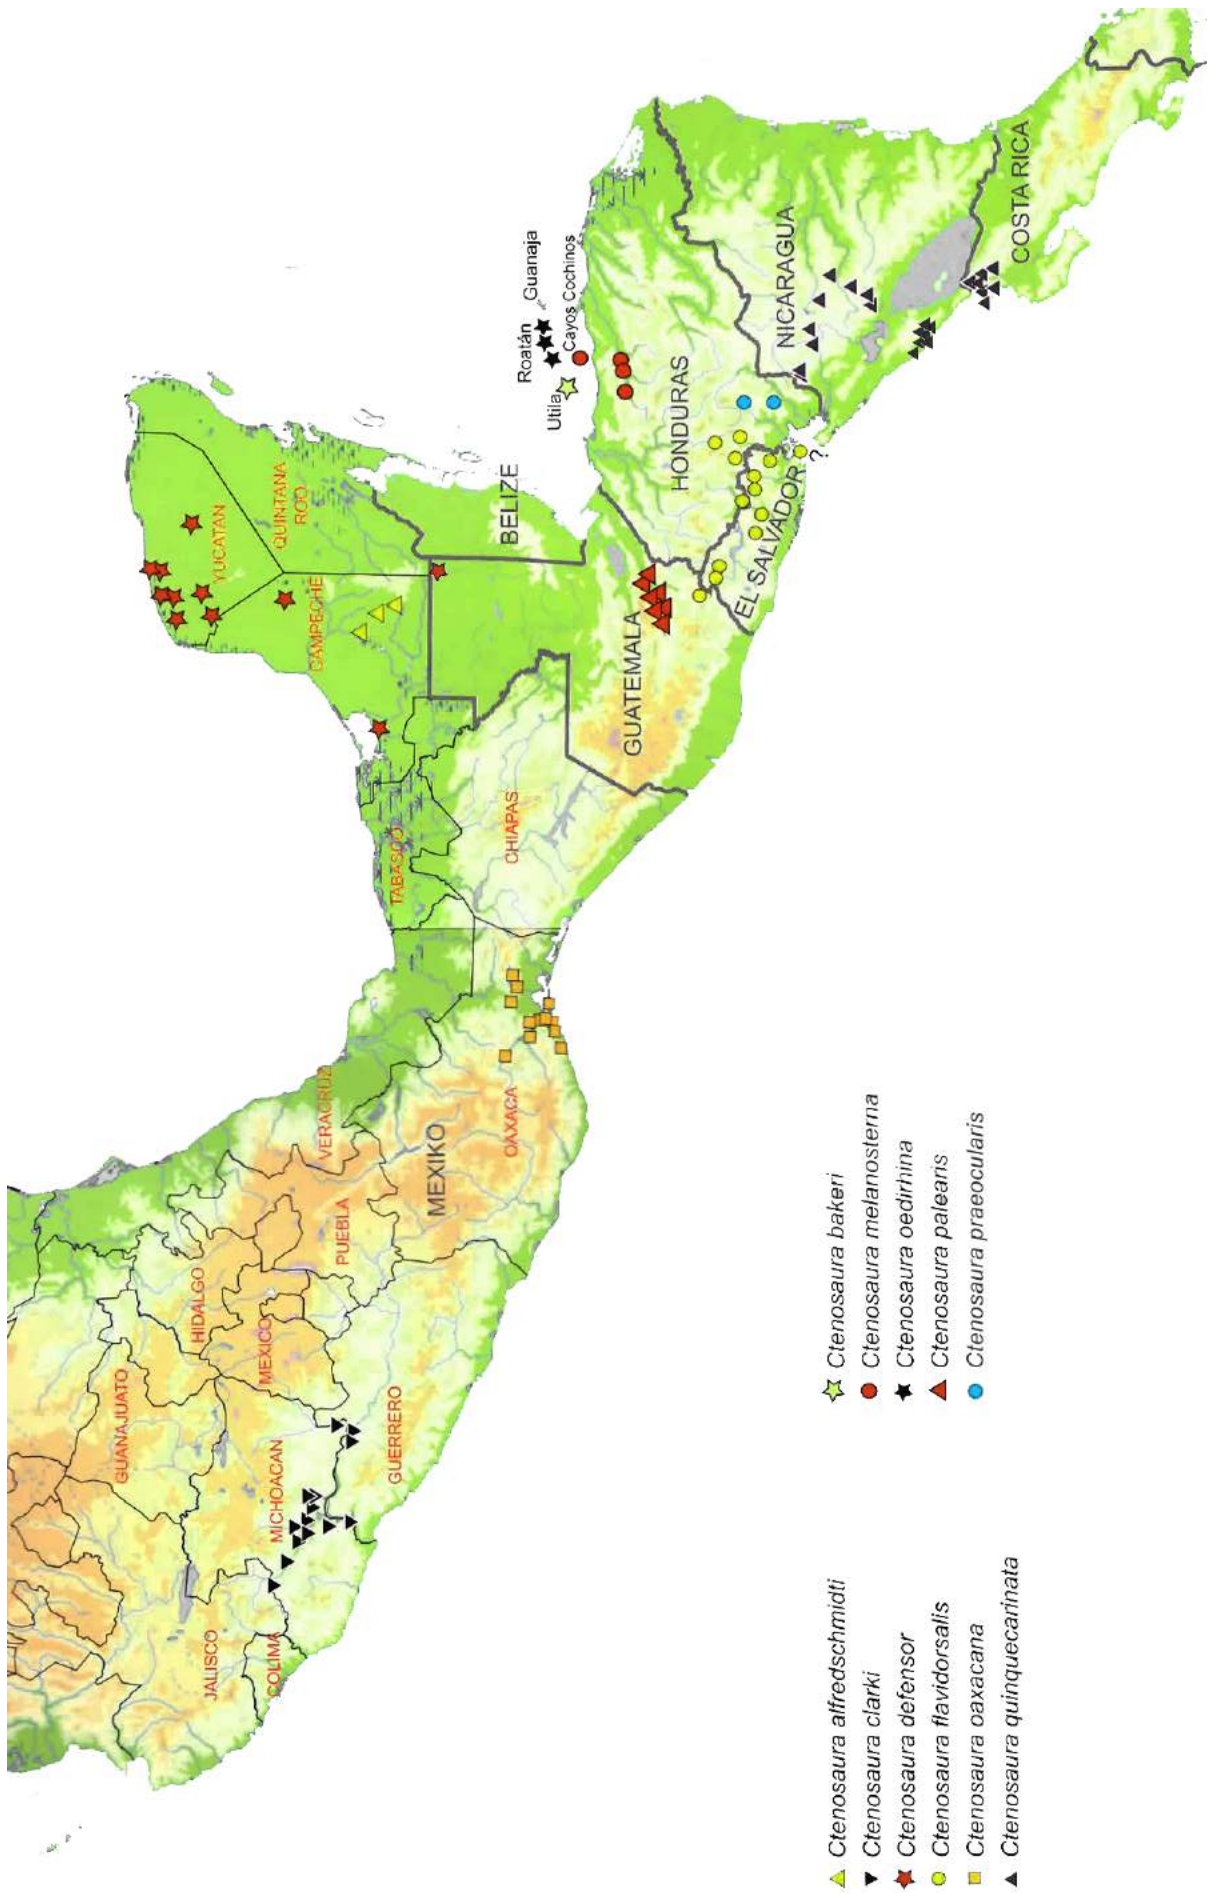 JALISCO
COLIMA
GUANAJUATO
MICHOACAN
HIDALGO
MEXICO
GUERRERO
PUEBLA
VERACRUZ
MEXIKO
OAXACA
TABASCO
CHIAPAS
CAMPECHE
YUCATAN
QUINTANA
ROO
BELIZE
GUATEMALA
EL SALVADOR
?
HONDURAS
Utila
Roatán
Guanaja
Cayos Cochinos
NICARAGUA
COSTA RICA
Ctenosaura alfredschmidti
Ctenosaura clarki
Ctenosaura defensor
Ctenosaura flavidorsalis
Ctenosaura oaxacana
Ctenosaura quinquecarinata
Ctenosaura bakeri
Ctenosaura melanosterna
Ctenosaura oedirhina
Ctenosaura palearis
Ctenosaura praeocularis